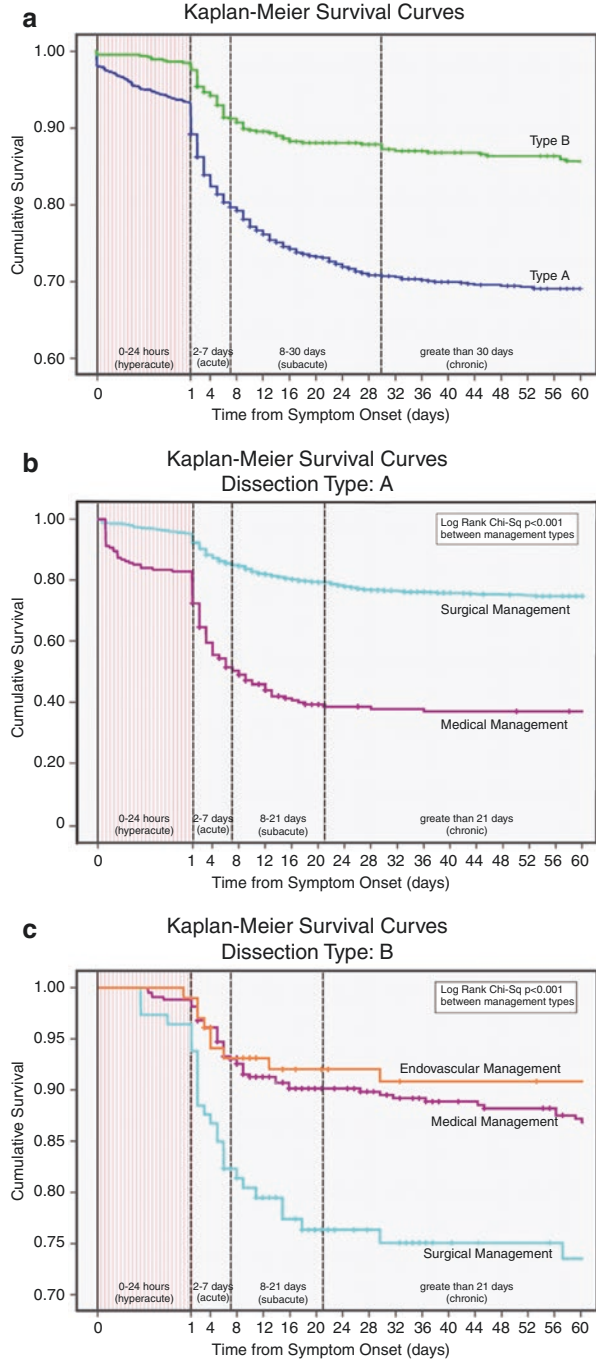 a
Kaplan-Meier Survival Curves
Cumulative Survival
1.00
0.90
0.80
0.70
0.60
Type B
Type A
0-24 hours
(hyperacute)
2-7 days
(acute)
8-30 days
(subacute)
greater than 30 days
(chronic)
0 1 4 8 12 16 20 24 28 32 36 40 44 48 52 56 60
Time from Symptom Onset (days)
b
Kaplan-Meier Survival Curves
Dissection Type: A
Cumulative Survival
1.00
0.80
0.60
0.40
0.20
0
Log Rank Chi-Sq p<0.001
between management types
Surgical Management
Medical Management
0-24 hours
(hyperacute)
2-7 days
(acute)
8-21 days
(subacute)
greater than 21 days
(chronic)
0 1 4 8 12 16 20 24 28 32 36 40 44 48 52 56 60
Time from Symptom Onset (days)
c
Kaplan-Meier Survival Curves
Dissection Type: B
Cumulative Survival
1.00
0.95
0.90
0.85
0.80
0.75
0.70
Log Rank Chi-Sq p<0.001
between management types
Endovascular Management
Medical Management
Surgical Management
0-24 hours
(hyperacute)
2-7 days
(acute)
8-21 days
(subacute)
greater than 21 days
(chronic)
0 1 4 8 12 16 20 24 28 32 36 40 44 48 52 56 60
Time from Symptom Onset (days)